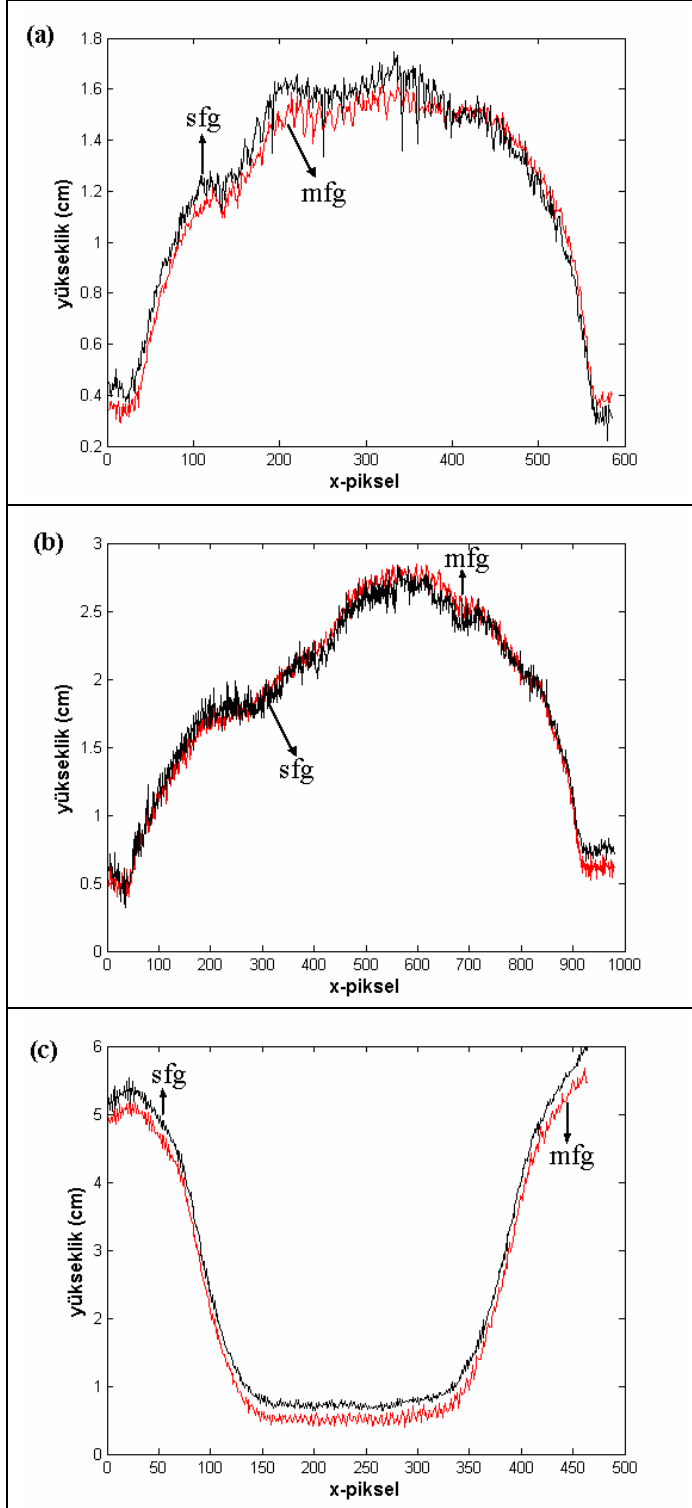 (a)
1.8
1.6
1.4
1.2
1
1.8
0.6
0.4
0.2
yükseklik (cm)
sfg
mfg
0 100 200 300 400 500 600
x-piksel
(b)
3
2.5
2
1.5
1
0.5
0
yükseklik (cm)
mfg
sfg
0 100 200 300 400 500 600 700 800 900 1000
x-piksel
(c)
6
5
4
3
2
1
0
yükseklik (cm)
sfg
mfg
0 50 100 150 200 250 300 350 400 450 500
x-piksel